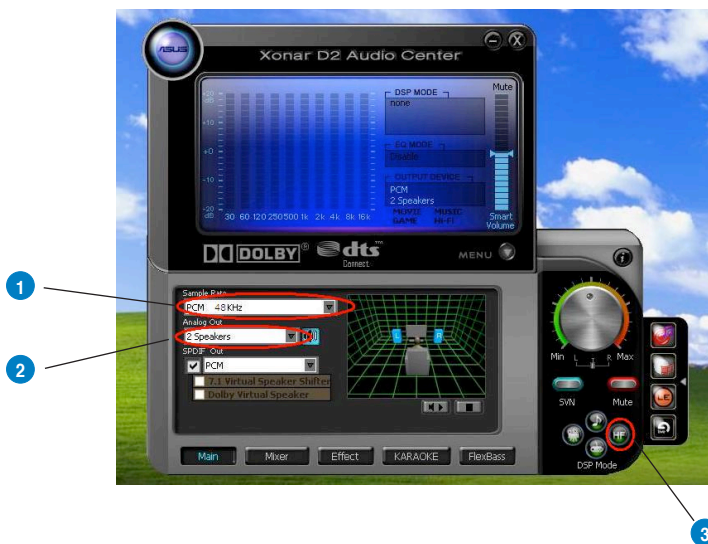 ASUS
Xonar D2 Audio Center
+20
dB
+10
+0
-10
-20
dB
30 60 120 250 500 1k 2k 4k 8k 16k
DSP MODE
none
EQ MODE
Disable
OUTPUT DEVICE
PCM
2 Speakers
MOVIE MUSIC
GAME HI-FI
Mute
Smart
Volume
DOLBY®
dts™
Connect
MENU
1
Sample Rate
PCM 48 KHz
Analog Out
2 Speakers
2
SPDIF Out
PCM
7.1 Virtual Speaker Shifter
Dolby Virtual Speaker
L R
Main Mixer Effect KARAOKE FlexBass
i
Min L R Max
SVN Mute
HF
DSP Mode
LE
3